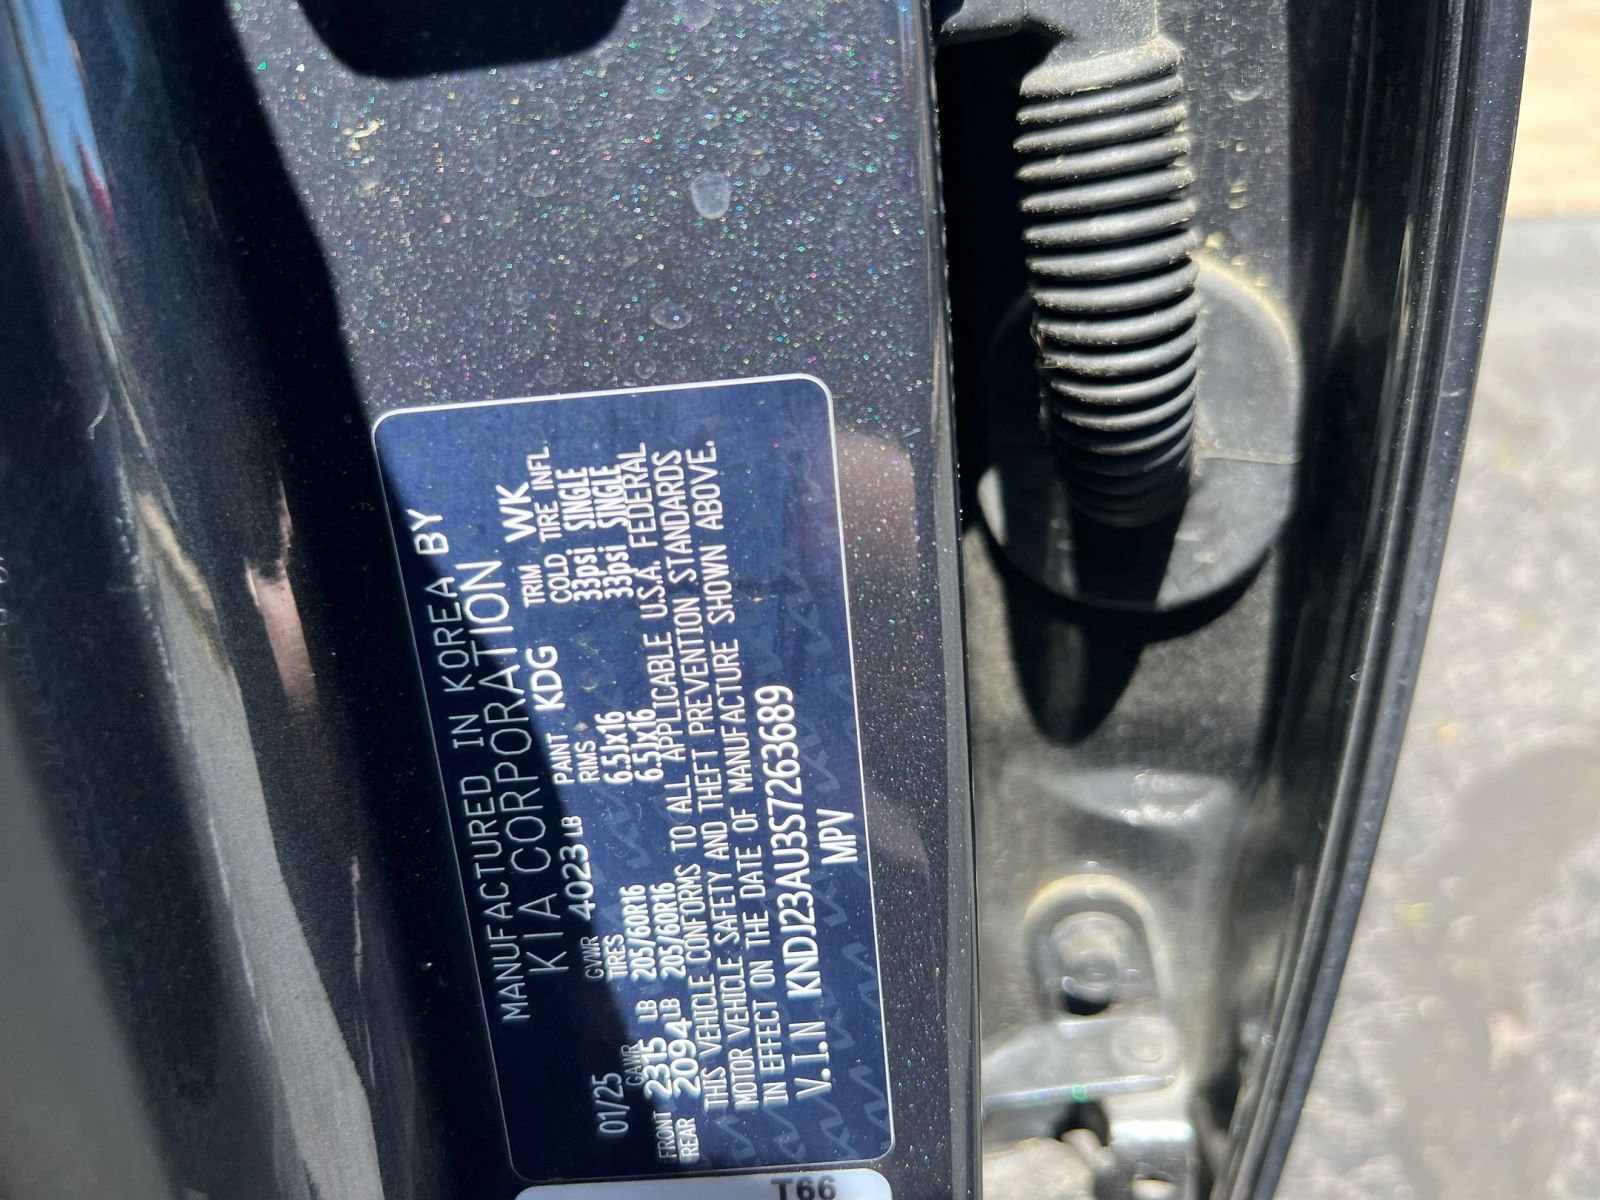 MANUFACTURED IN KOREA BY
KIA CORPORATION
01/25 GVWR 4023 LB PAINT KDG TRIM WK
GAWR TIRES RIMS COLD TIRE INFL.
FRONT 2315 LB 205/60R16 6.5Jx16 33psi SINGLE
REAR 2094 LB 205/60R16 6.5Jx16 33psi SINGLE
THIS VEHICLE CONFORMS TO ALL APPLICABLE U.S.A. FEDERAL
MOTOR VEHICLE SAFETY AND THEFT PREVENTION STANDARDS
IN EFFECT ON THE DATE OF MANUFACTURE SHOWN ABOVE.
V.I.N KNDJ23AU3S7263689
MPV
T66